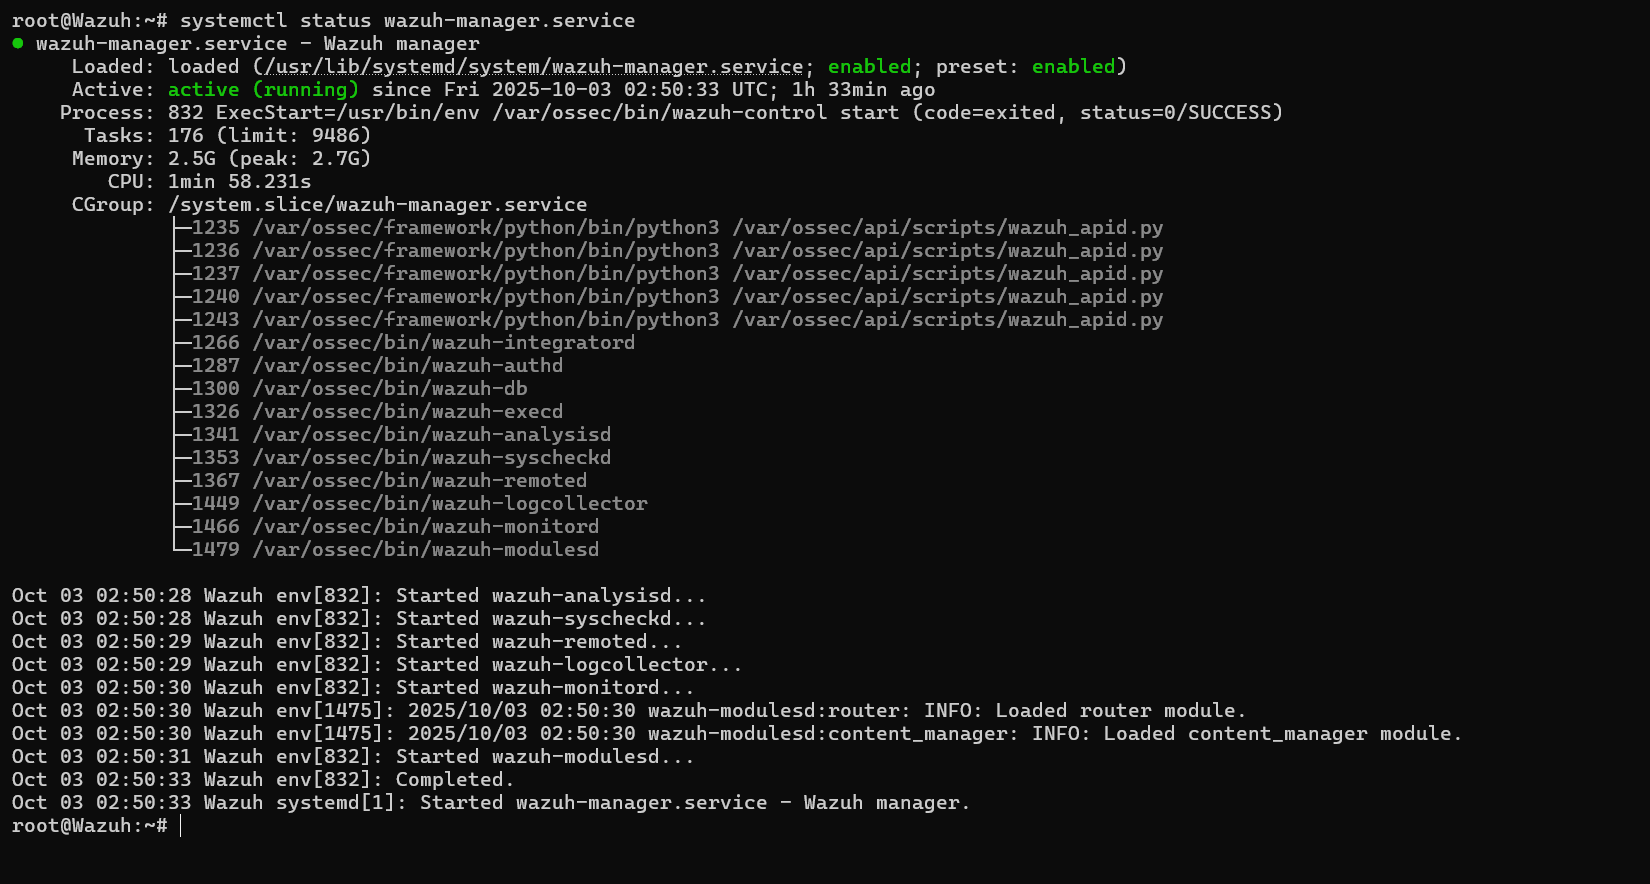 root@Wazuh:~# systemctl status wazuh-manager.service
● wazuh-manager.service - Wazuh manager
     Loaded: loaded (/usr/lib/systemd/system/wazuh-manager.service; enabled; preset: enabled)
     Active: active (running) since Fri 2025-10-03 02:50:33 UTC; 1h 33min ago
    Process: 832 ExecStart=/usr/bin/env /var/ossec/bin/wazuh-control start (code=exited, status=0/SUCCESS)
      Tasks: 176 (limit: 9486)
     Memory: 2.5G (peak: 2.7G)
        CPU: 1min 58.231s
     CGroup: /system.slice/wazuh-manager.service
             ├─1235 /var/ossec/framework/python/bin/python3 /var/ossec/api/scripts/wazuh_apid.py
             ├─1236 /var/ossec/framework/python/bin/python3 /var/ossec/api/scripts/wazuh_apid.py
             ├─1237 /var/ossec/framework/python/bin/python3 /var/ossec/api/scripts/wazuh_apid.py
             ├─1240 /var/ossec/framework/python/bin/python3 /var/ossec/api/scripts/wazuh_apid.py
             ├─1243 /var/ossec/framework/python/bin/python3 /var/ossec/api/scripts/wazuh_apid.py
             ├─1266 /var/ossec/bin/wazuh-integratord
             ├─1287 /var/ossec/bin/wazuh-authd
             ├─1300 /var/ossec/bin/wazuh-db
             ├─1326 /var/ossec/bin/wazuh-execd
             ├─1341 /var/ossec/bin/wazuh-analysisd
             ├─1353 /var/ossec/bin/wazuh-syscheckd
             ├─1367 /var/ossec/bin/wazuh-remoted
             ├─1449 /var/ossec/bin/wazuh-logcollector
             ├─1466 /var/ossec/bin/wazuh-monitord
             └─1479 /var/ossec/bin/wazuh-modulesd

Oct 03 02:50:28 Wazuh env[832]: Started wazuh-analysisd...
Oct 03 02:50:28 Wazuh env[832]: Started wazuh-syscheckd...
Oct 03 02:50:29 Wazuh env[832]: Started wazuh-remoted...
Oct 03 02:50:29 Wazuh env[832]: Started wazuh-logcollector...
Oct 03 02:50:30 Wazuh env[832]: Started wazuh-monitord...
Oct 03 02:50:30 Wazuh env[1475]: 2025/10/03 02:50:30 wazuh-modulesd:router: INFO: Loaded router module.
Oct 03 02:50:30 Wazuh env[1475]: 2025/10/03 02:50:30 wazuh-modulesd:content_manager: INFO: Loaded content_manager module.
Oct 03 02:50:31 Wazuh env[832]: Started wazuh-modulesd...
Oct 03 02:50:33 Wazuh env[832]: Completed.
Oct 03 02:50:33 Wazuh systemd[1]: Started wazuh-manager.service - Wazuh manager.
root@Wazuh:~#